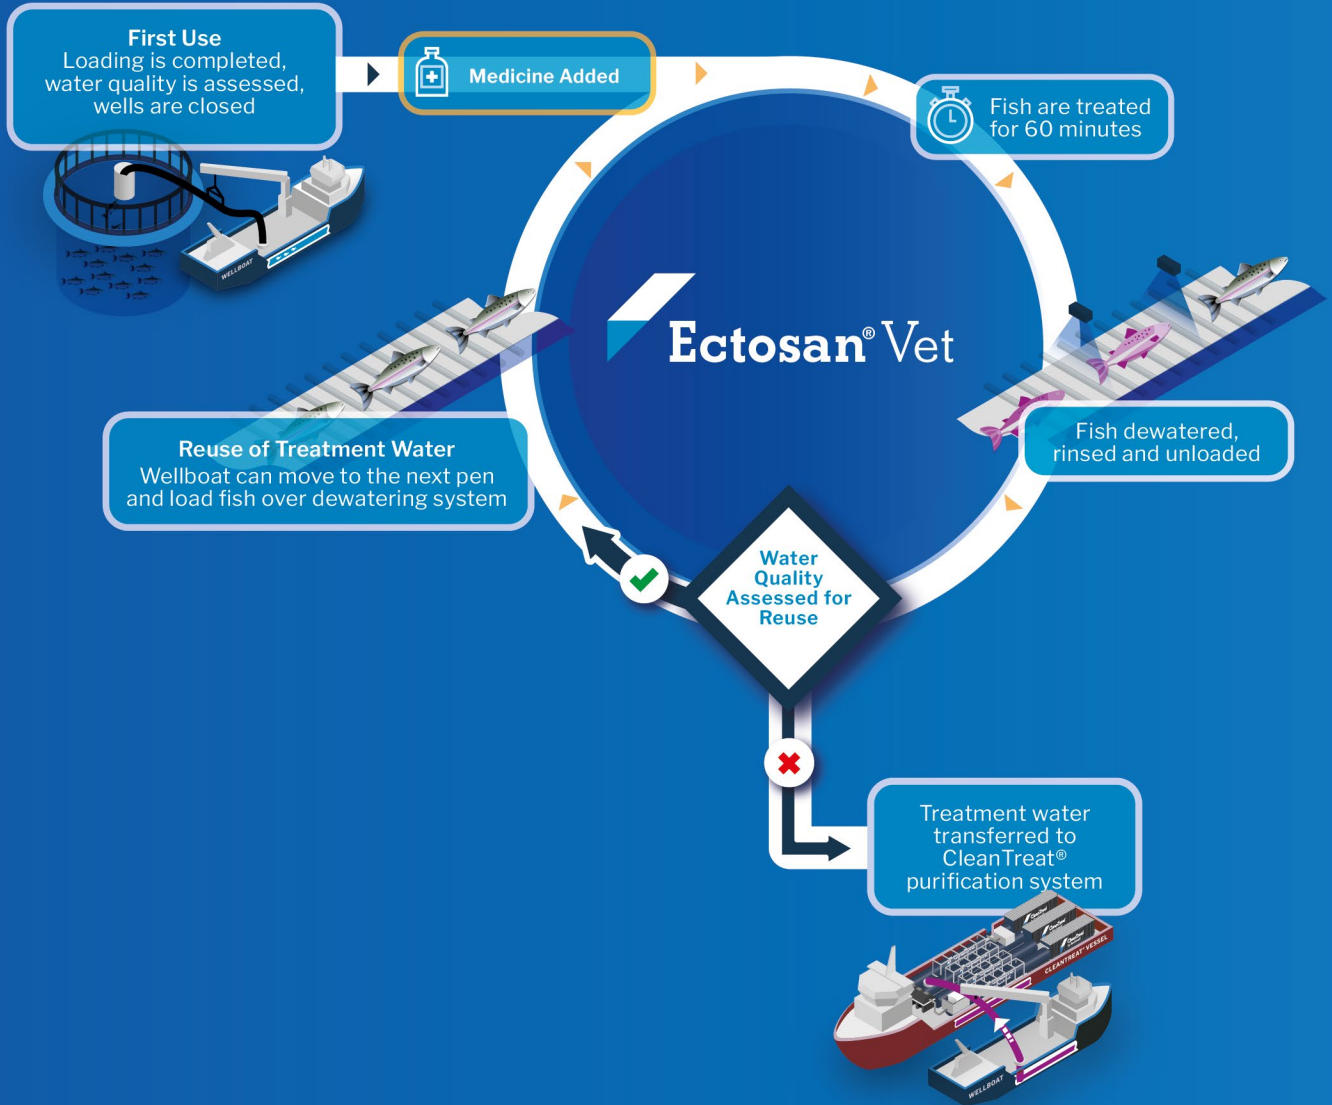 First Use
Loading is completed,
water quality is assessed,
wells are closed
Medicine Added
Fish are treated
for 60 minutes
WELLBOAT
Ectosan® Vet
Fish dewatered,
rinsed and unloaded
Reuse of Treatment Water
Wellboat can move to the next pen
and load fish over dewatering system
Water
Quality
Assessed for
Reuse
Treatment water
transferred to
CleanTreat®
purification system
CleanTreat
CleanTreat
CleanTreat
CLEANTREAT® VESSEL
WELLBOAT